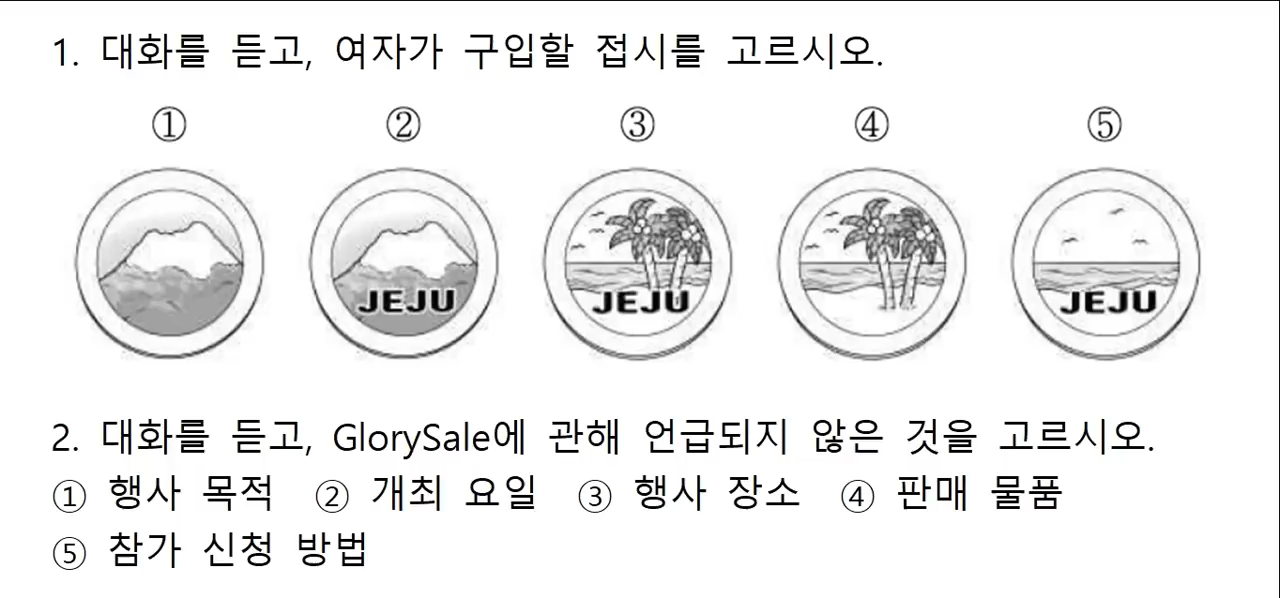 1. 대화를 듣고, 여자가 구입할 접시를 고르시오.
① ② ③ ④ ⑤
JEJU JEJU JEJU
2. 대화를 듣고, GlorySale에 관해 언급되지 않은 것을 고르시오.
① 행사 목적 ② 개최 요일 ③ 행사 장소 ④ 판매 물품
⑤ 참가 신청 방법